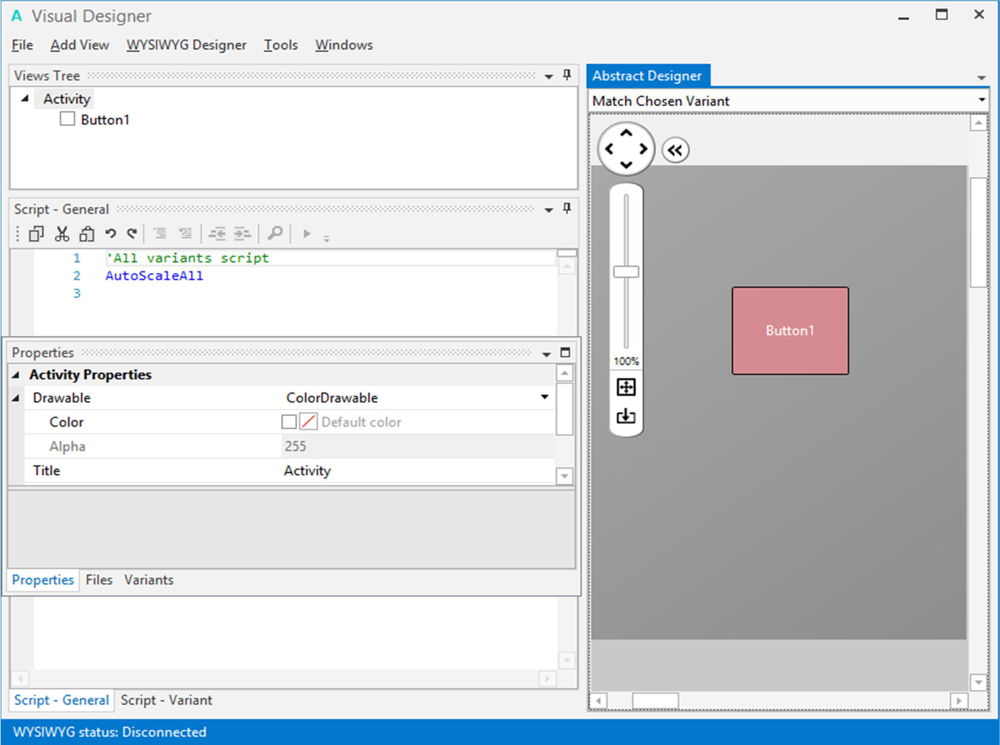 A Visual Designer
File Add View WYSIWYG Designer Tools Windows
Views Tree
Activity
Button1
Script - General
1 'All variants script
2 AutoScaleAll
3
Properties
Activity Properties
Drawable ColorDrawable
Color Default color
Alpha 255
Title Activity
Properties Files Variants
Script - General Script - Variant
Abstract Designer
Match Chosen Variant
100%
Button1
WYSIWYG status: Disconnected